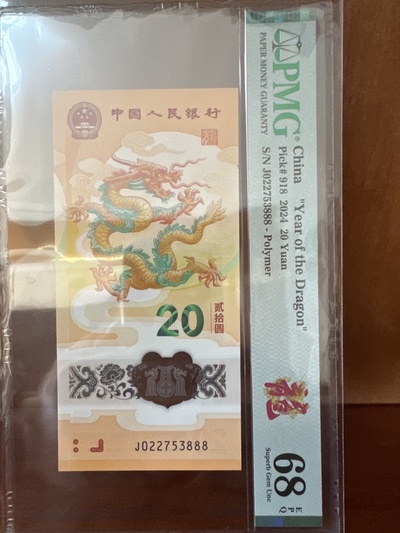 中国人民银行
20
贰拾圆
J022753888
PMG
PAPER MONEY GUARANTY
China "Year of the Dragon"
Pick# 918 2024 20 Yuan
S/N J022753888 - Polymer
68
EPQ
Superb Gem Unc